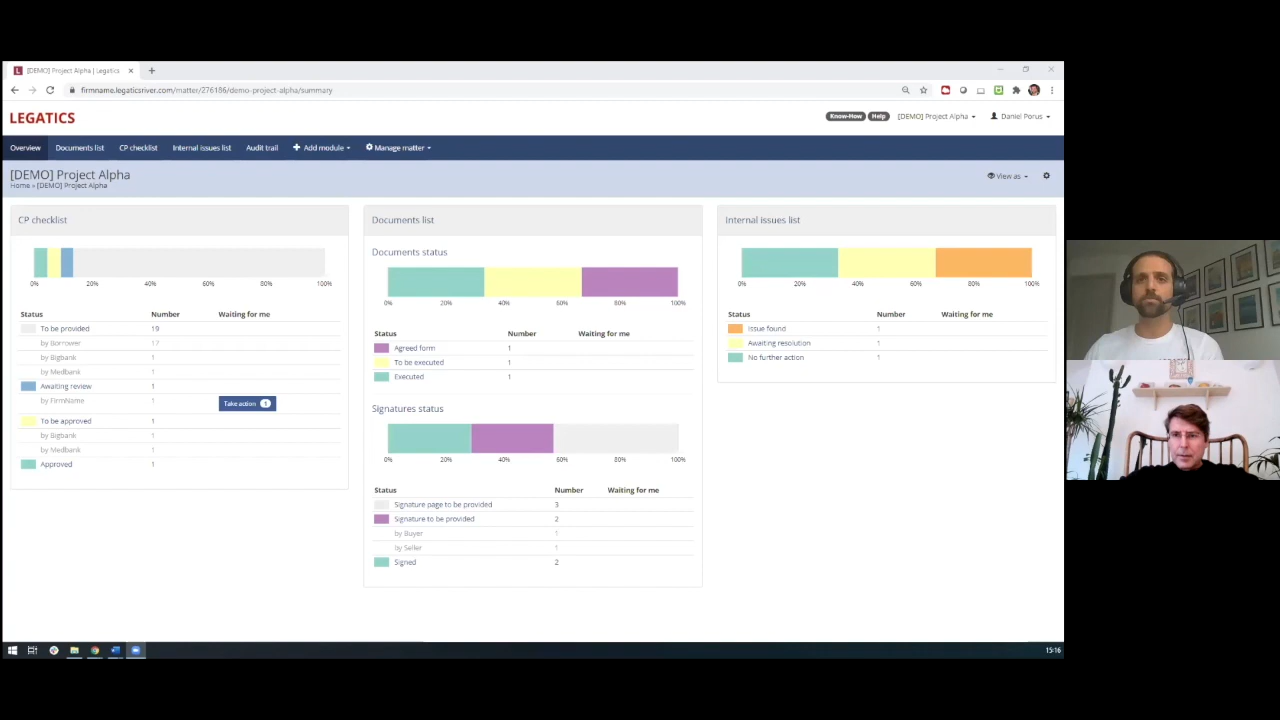 [DEMO] Project Alpha | Legatics
firmname.legaticsriver.com/matter/276186/demo-project-alpha/summary
LEGATICS
Know-How Help [DEMO] Project Alpha Daniel Porus
Overview Documents list CP checklist Internal issues list Audit trail Add module Manage matter
[DEMO] Project Alpha
Home » [DEMO] Project Alpha
View as
CP checklist
0% 20% 40% 60% 80% 100%
Status Number Waiting for me
To be provided 19
by Borrower 17
by Bigbank 1
by Medbank 1
Awaiting review 1
by FirmName 1 Take action 1
To be approved 1
by Bigbank 1
by Medbank 1
Approved 1
Documents list
Documents status
0% 20% 40% 60% 80% 100%
Status Number Waiting for me
Agreed form 1
To be executed 1
Executed 1
Signatures status
0% 20% 40% 60% 80% 100%
Status Number Waiting for me
Signature page to be provided 3
Signature to be provided 2
by Buyer 1
by Seller 1
Signed 2
Internal issues list
0% 20% 40% 60% 80% 100%
Status Number Waiting for me
Issue found 1
Awaiting resolution 1
No further action 1
15:16